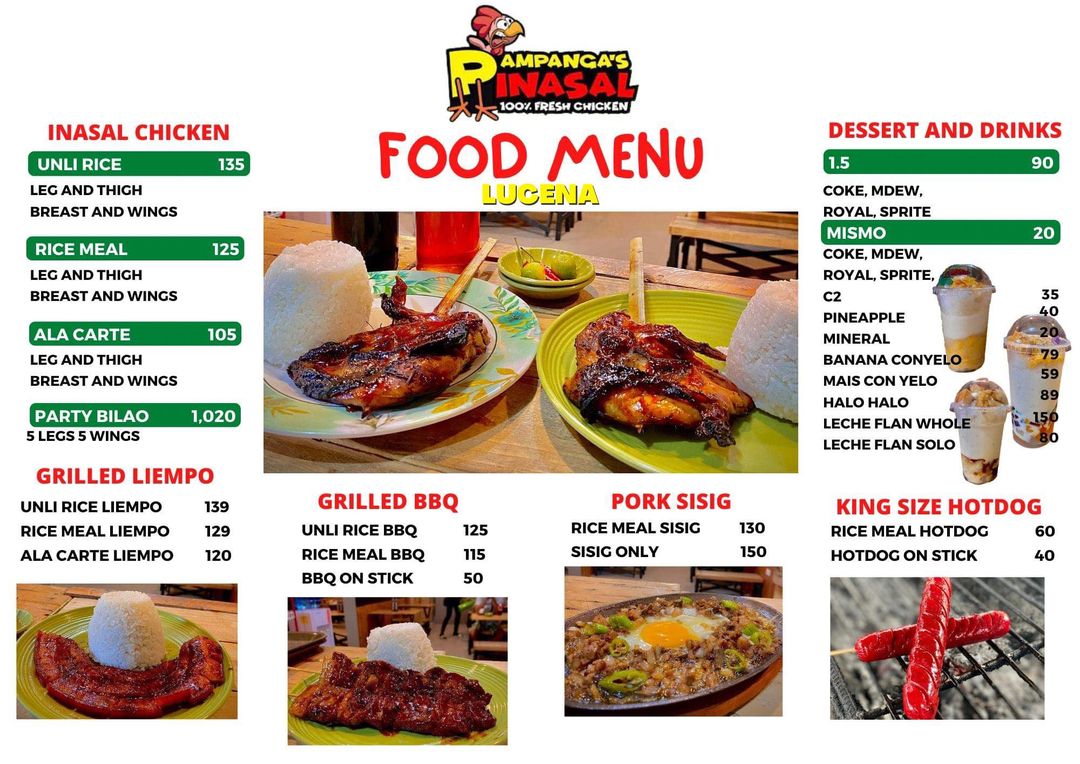 PAMPANGA'S
PINASAL
100% FRESH CHICKEN
FOOD MENU
LUCENA
INASAL CHICKEN
UNLI RICE 135
LEG AND THIGH
BREAST AND WINGS
RICE MEAL 125
LEG AND THIGH
BREAST AND WINGS
ALA CARTE 105
LEG AND THIGH
BREAST AND WINGS
PARTY BILAO 1,020
5 LEGS 5 WINGS
GRILLED LIEMPO
UNLI RICE LIEMPO 139
RICE MEAL LIEMPO 129
ALA CARTE LIEMPO 120
GRILLED BBQ
UNLI RICE BBQ 125
RICE MEAL BBQ 115
BBQ ON STICK 50
PORK SISIG
RICE MEAL SISIG 130
SISIG ONLY 150
DESSERT AND DRINKS
1.5 90
COKE, MDEW,
ROYAL, SPRITE
MISMO 20
COKE, MDEW,
ROYAL, SPRITE,
C2 35
PINEAPPLE 40
MINERAL 20
BANANA CONYELO 79
MAIS CON YELO 59
HALO HALO 89
LECHE FLAN WHOLE 150
LECHE FLAN SOLO 80
KING SIZE HOTDOG
RICE MEAL HOTDOG 60
HOTDOG ON STICK 40